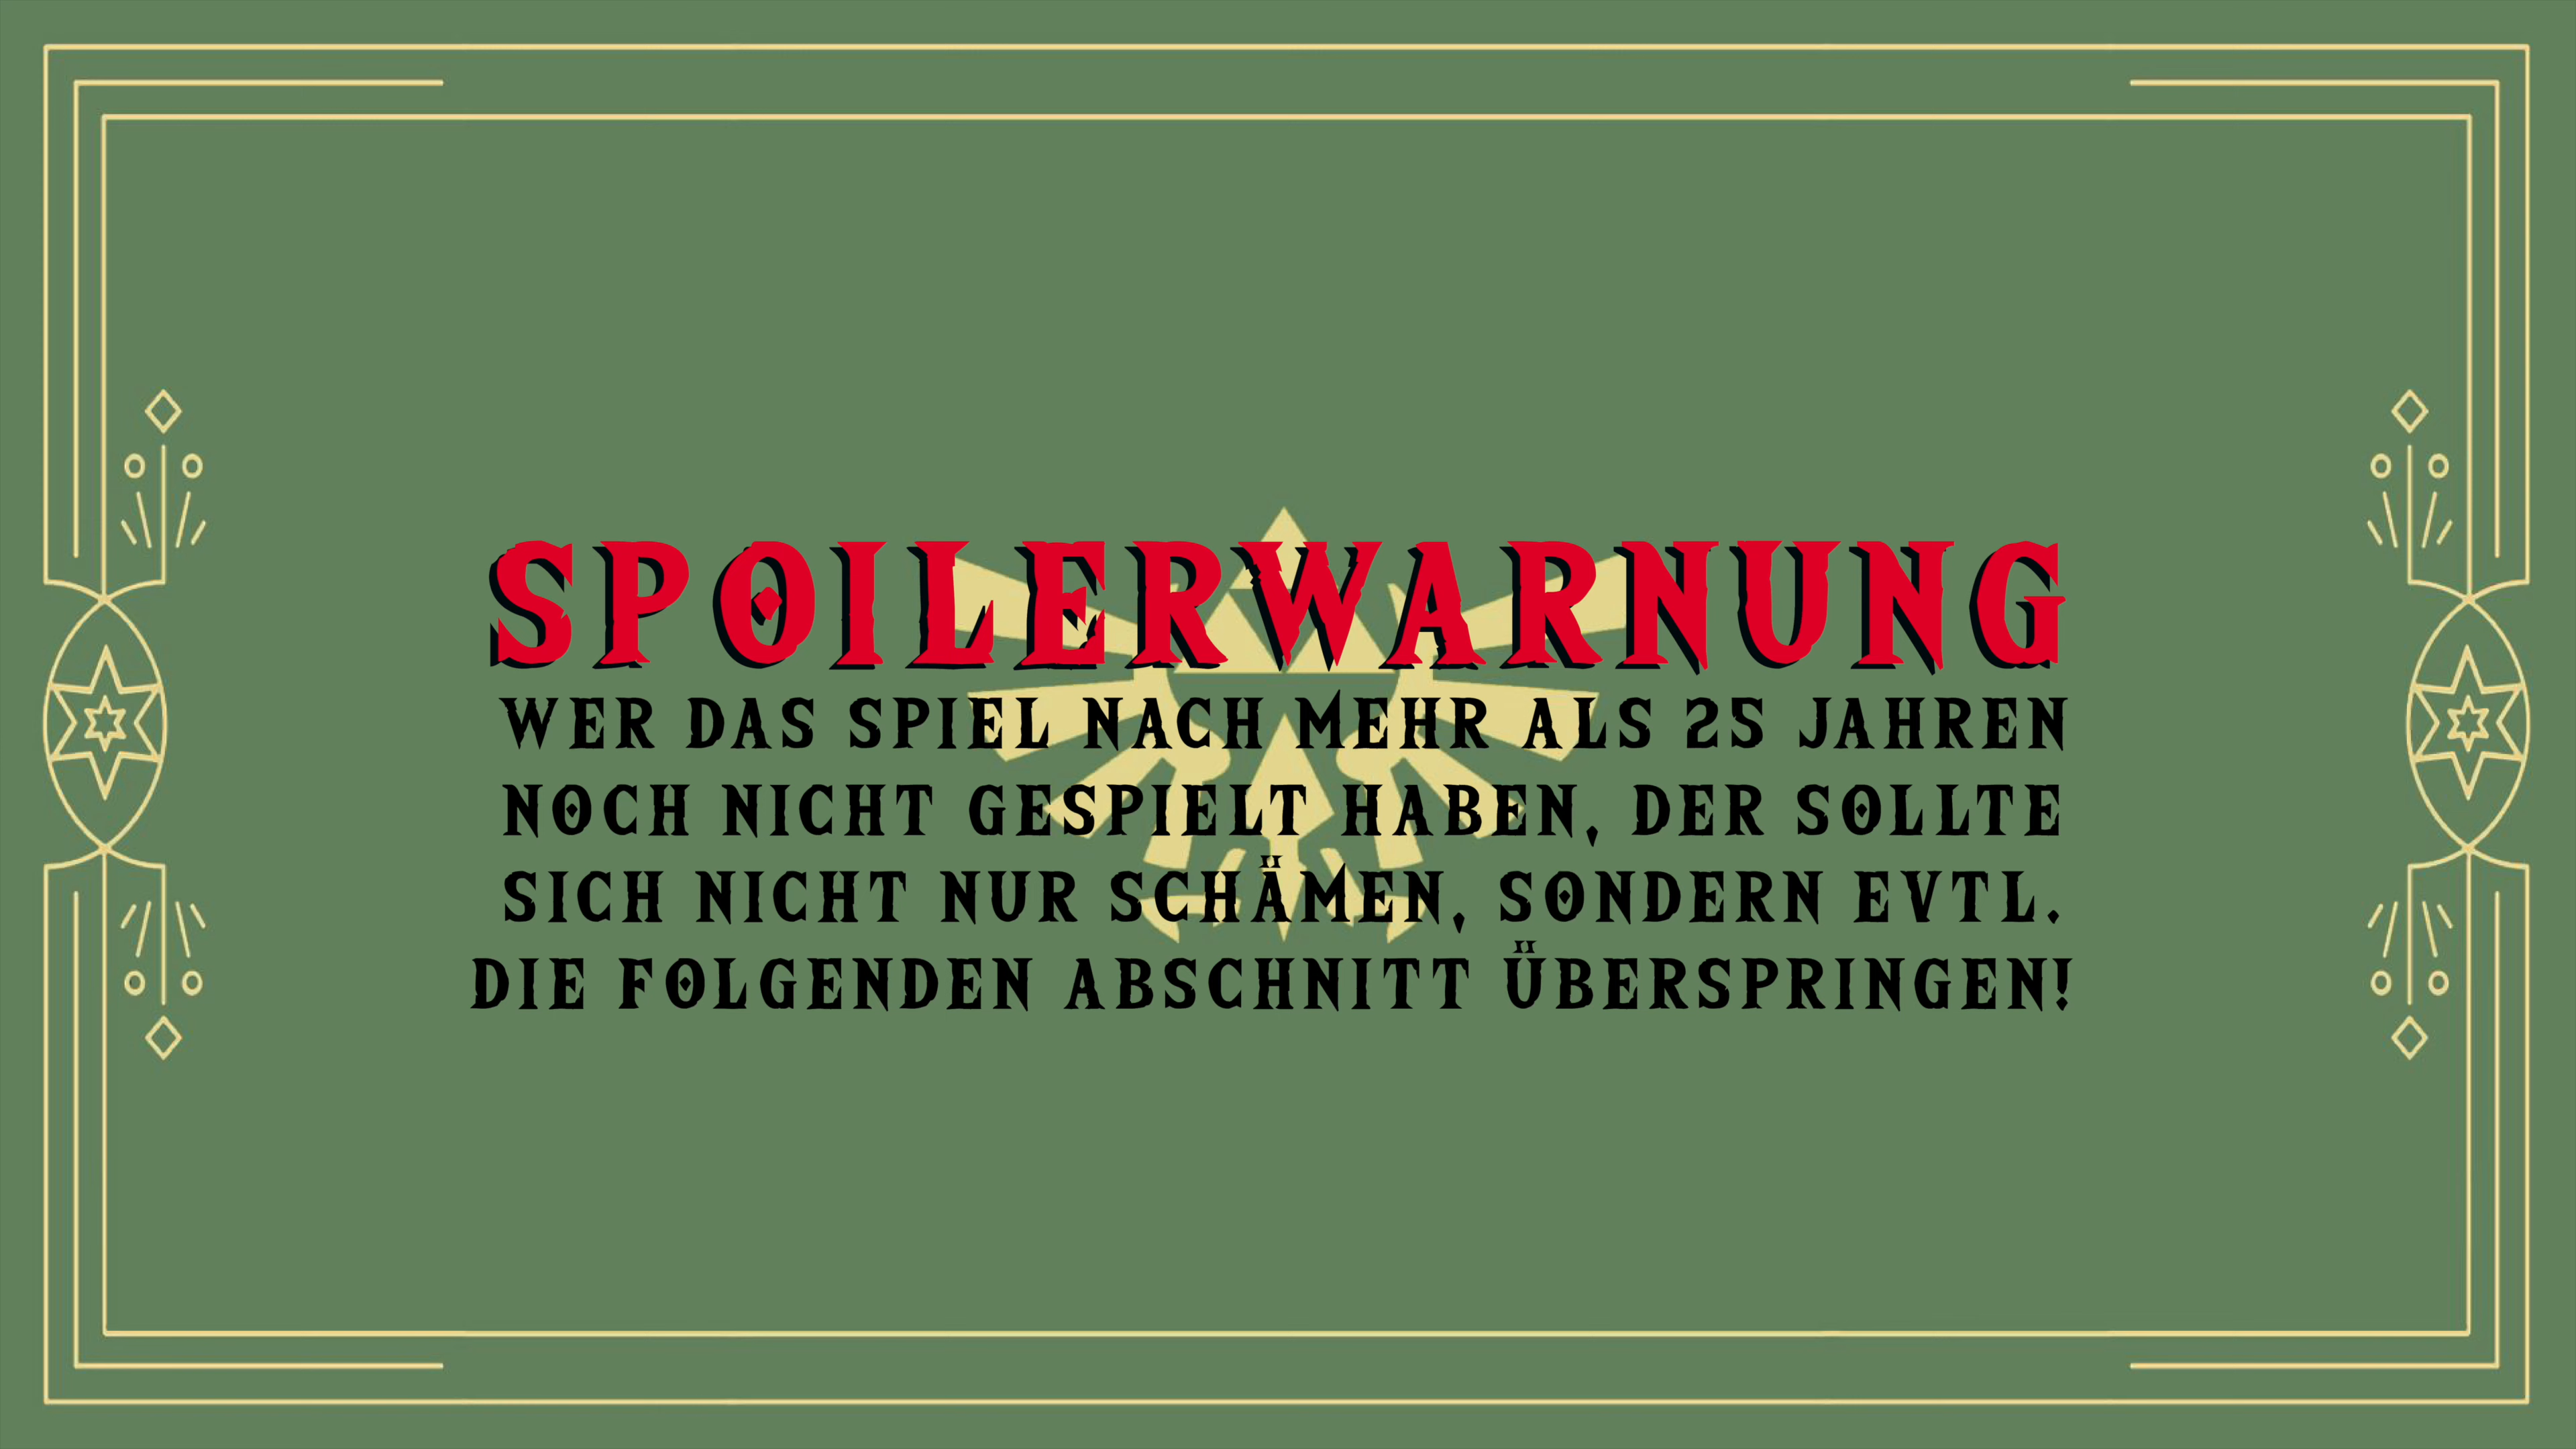 SPOILERWARNUNG
WER DAS SPIEL NACH MEHR ALS 25 JAHREN
NOCH NICHT GESPIELT HABEN, DER SOLLTE
SICH NICHT NUR SCHÄMEN, SONDERN EVTL.
DIE FOLGENDEN ABSCHNITT ÜBERSPRINGEN!